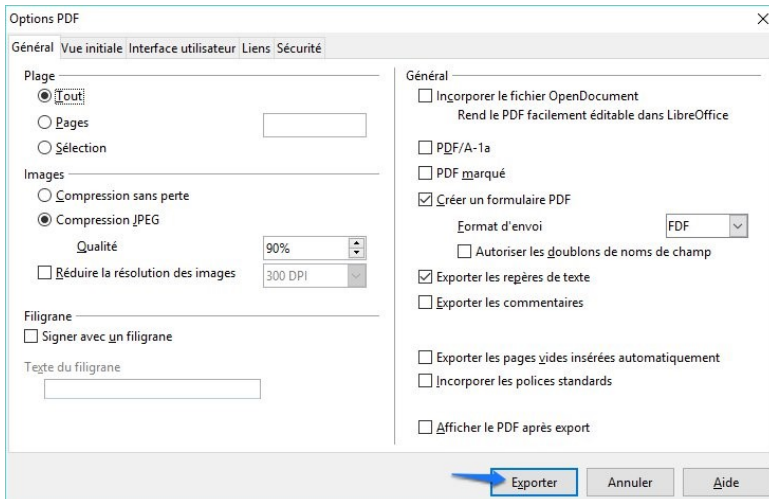 Options PDF
Général Vue initiale Interface utilisateur Liens Sécurité
Plage
Tout
Pages
Sélection
Images
Compression sans perte
Compression JPEG
Qualité 90%
Réduire la résolution des images 300 DPI
Filigrane
Signer avec un filigrane
Texte du filigrane
Général
Incorporer le fichier OpenDocument
Rend le PDF facilement éditable dans LibreOffice
PDF/A-1a
PDF marqué
Créer un formulaire PDF
Format d'envoi FDF
Autoriser les doublons de noms de champ
Exporter les repères de texte
Exporter les commentaires
Exporter les pages vides insérées automatiquement
Incorporer les polices standards
Afficher le PDF après export
Exporter Annuler Aide